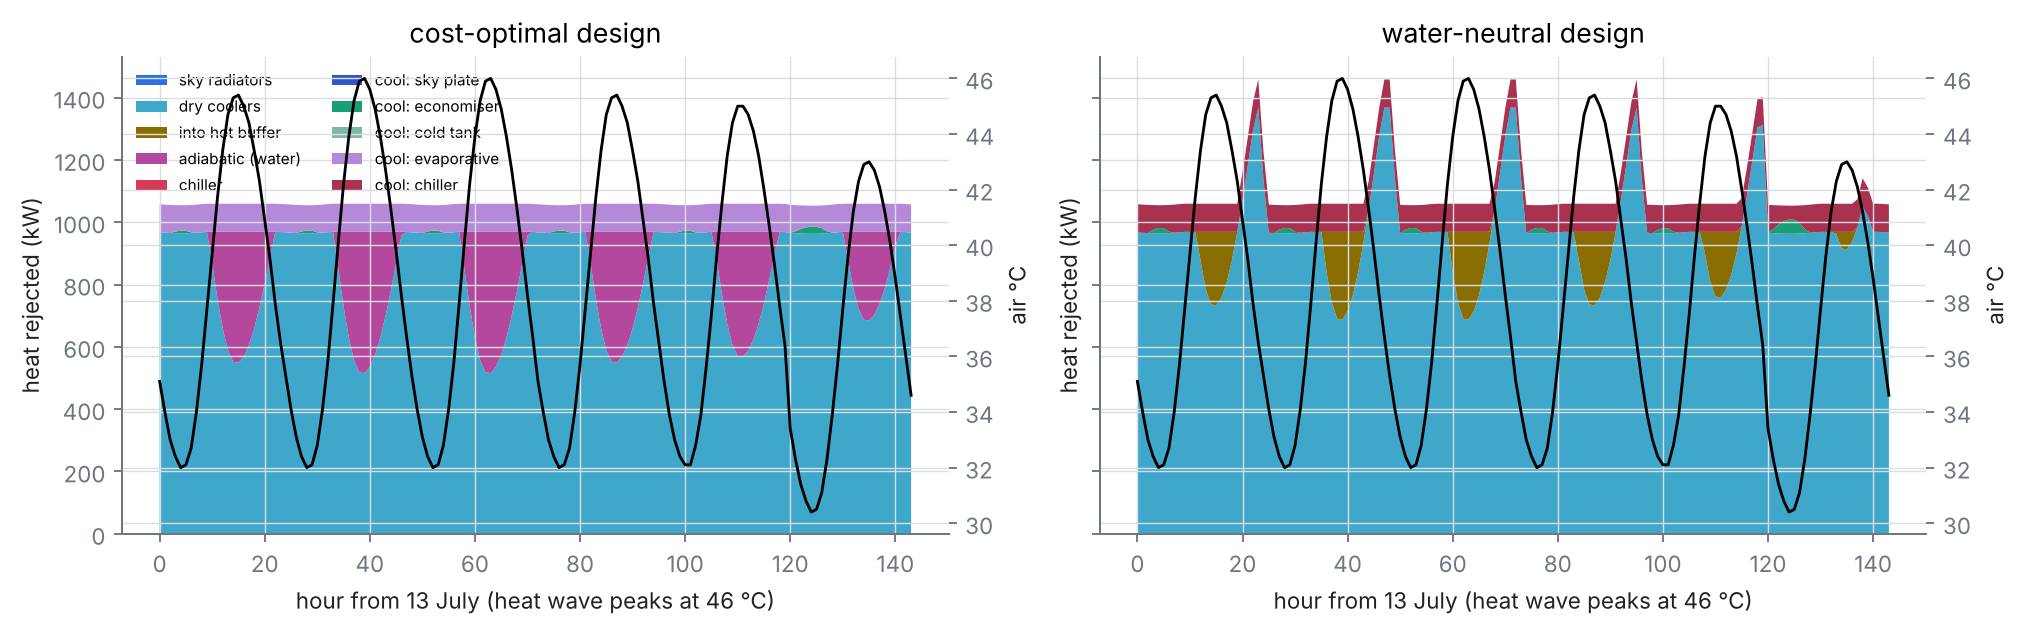 cost-optimal design
water-neutral design
sky radiators
dry coolers
into hot buffer
adiabatic (water)
chiller
cool: sky plate
cool: economiser
cool: cold tank
cool: evaporative
cool: chiller
heat rejected (kW)
1400
1200
1000
800
600
400
200
0
0 20 40 60 80 100 120 140
hour from 13 July (heat wave peaks at 46 °C)
46
44
42
40
38
36
34
32
30
air °C
heat rejected (kW)
0 20 40 60 80 100 120 140
hour from 13 July (heat wave peaks at 46 °C)
46
44
42
40
38
36
34
32
30
air °C